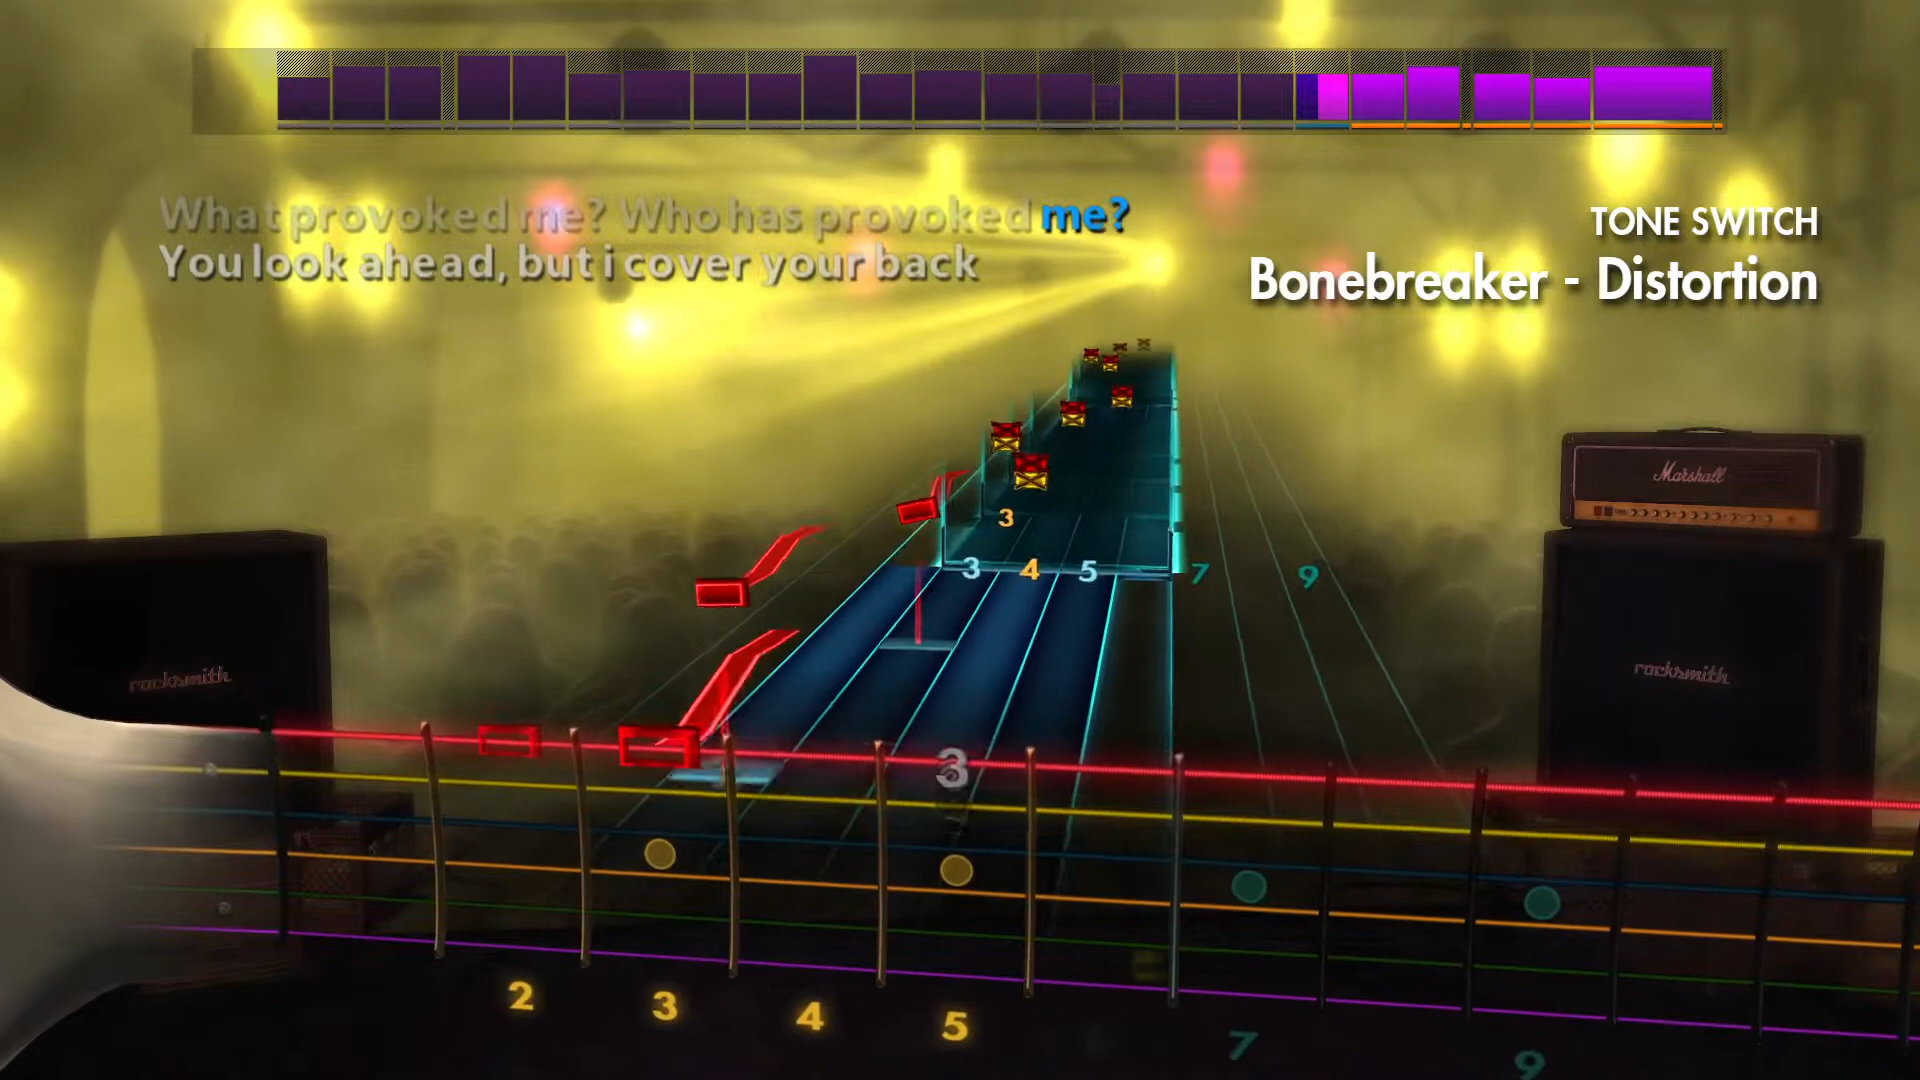 What provoked me? Who has provoked me?
You look ahead, but i cover your back
TONE SWITCH
Bonebreaker - Distortion
Marshall
3
3 4 5 7 9
rocksmith
rocksmith
3
2 3 4 5 7 9